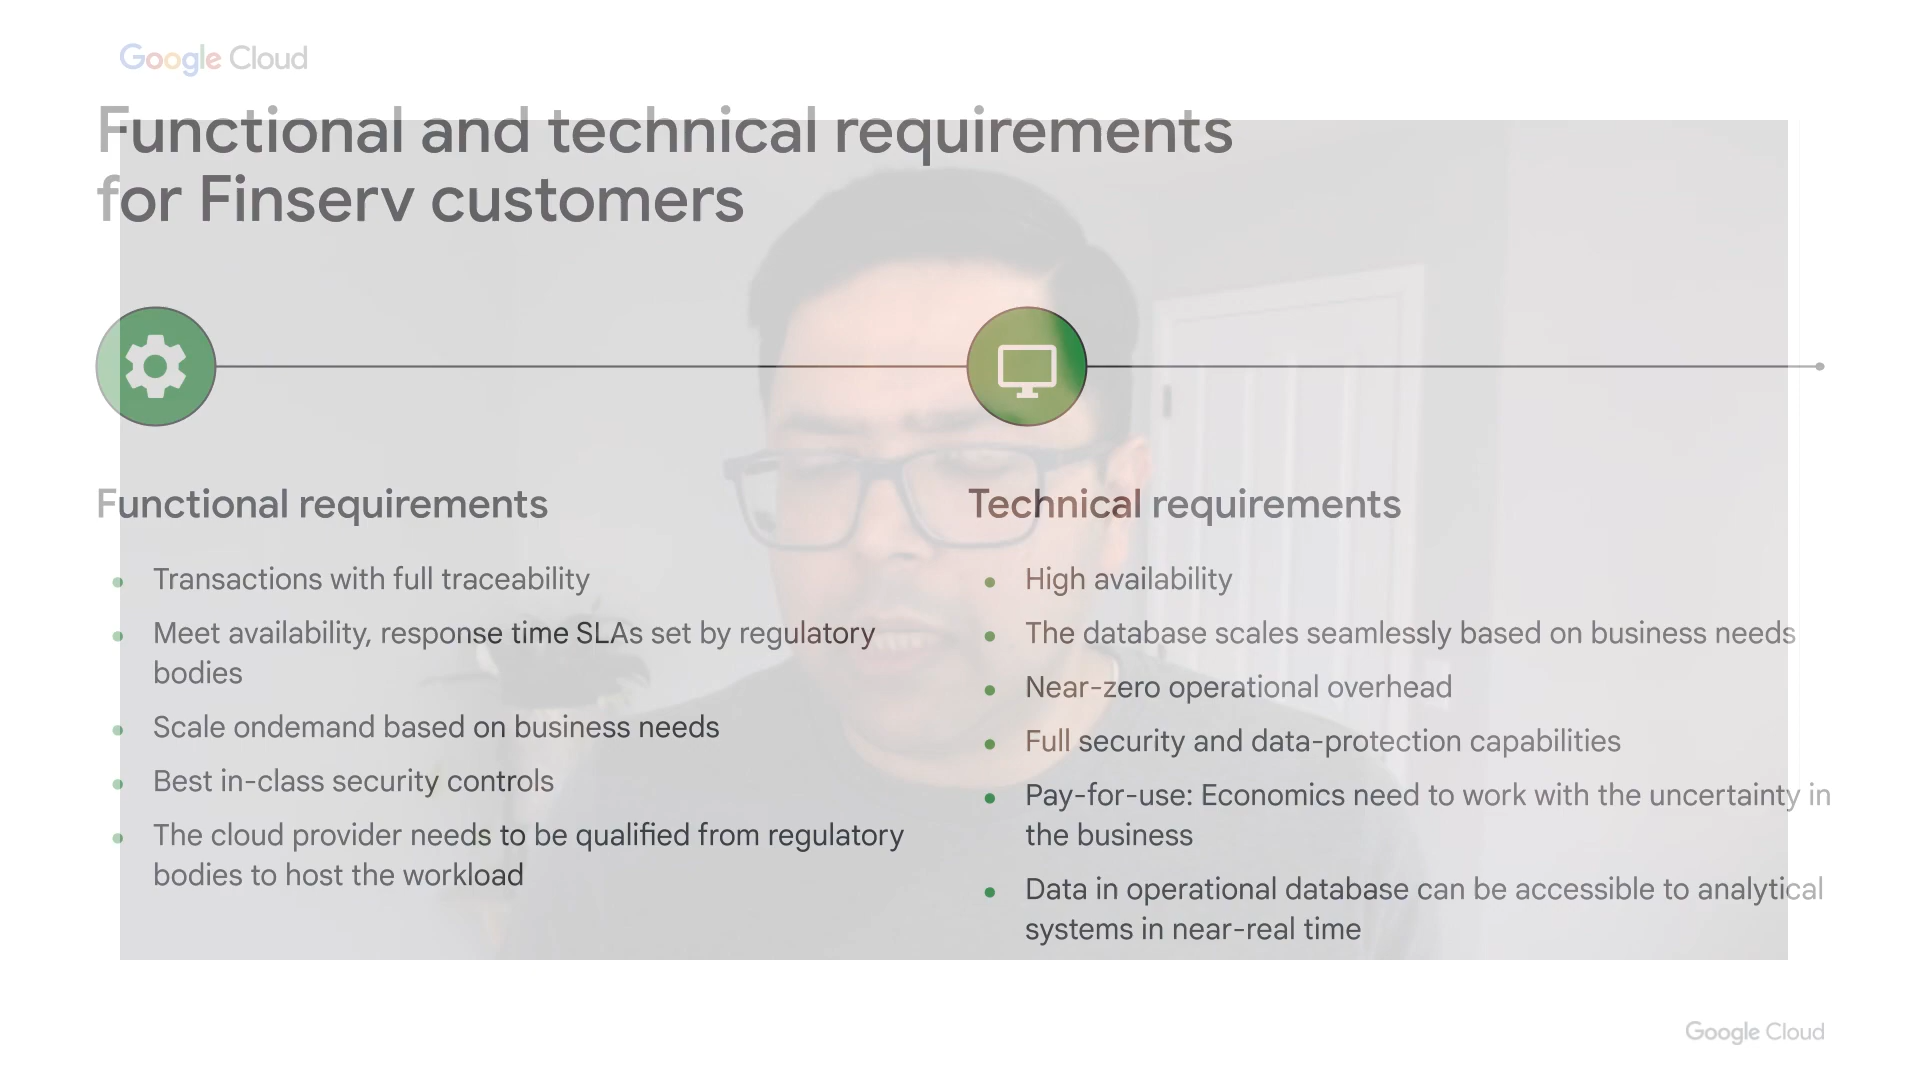 Google Cloud
Functional and technical requirements
for Finserv customers
Functional requirements
Transactions with full traceability
Meet availability, response time SLAs set by regulatory
bodies
Scale ondemand based on business needs
Best in-class security controls
The cloud provider needs to be qualified from regulatory
bodies to host the workload
Technical requirements
High availability
The database scales seamlessly based on business needs
Near-zero operational overhead
Full security and data-protection capabilities
Pay-for-use: Economics need to work with the uncertainty in
the business
Data in operational database can be accessible to analytical
systems in near-real time
Google Cloud